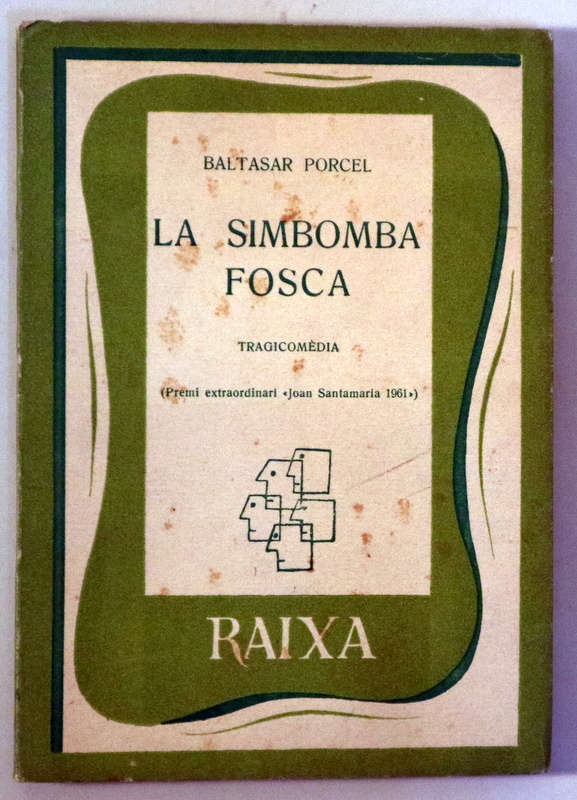 BALTASAR PORCEL
LA SIMBOMBA
FOSCA
TRAGICOMÈDIA
(Premi extraordinari «Joan Santamaria 1961»)
RAIXA